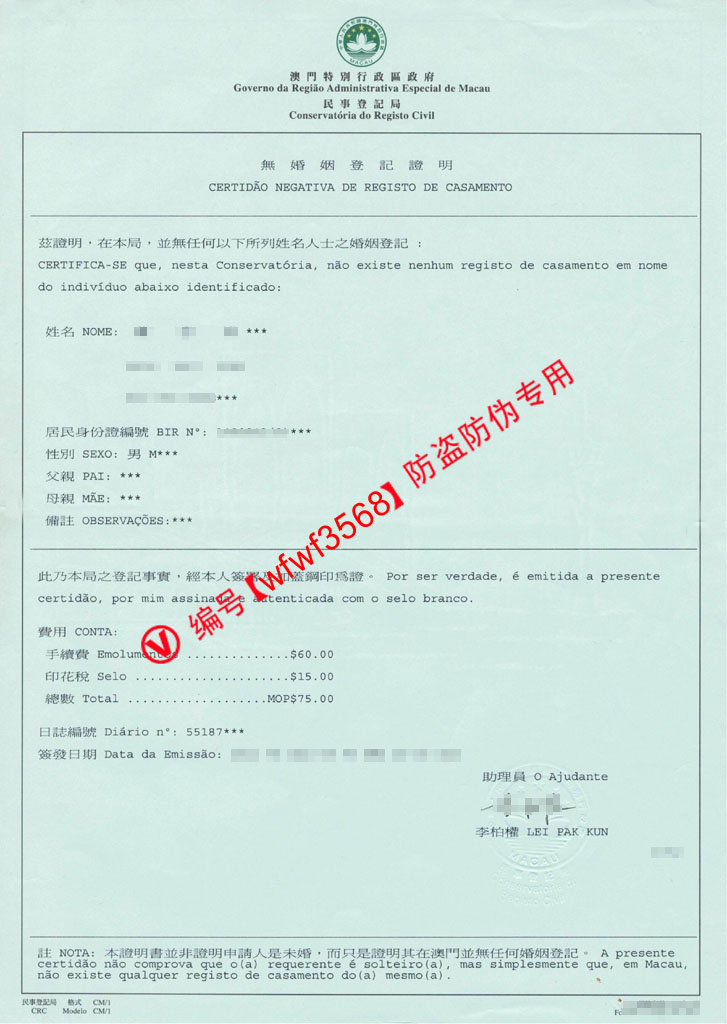 澳門特別行政區政府
Governo da Região Administrativa Especial de Macau
民事登記局
Conservatória do Registo Civil
無婚姻登記證明
CERTIDÃO NEGATIVA DE REGISTO DE CASAMENTO
茲證明，在本局，並無任何以下所列姓名人士之婚姻登記 :
CERTIFICA-SE que, nesta Conservatória, não existe nenhum registo de casamento em nome
do indivíduo abaixo identificado:
姓名 NOME: ***
***
居民身份證編號 BIR N°: ***
性別 SEXO: 男 M***
父親 PAI: ***
母親 MÃE: ***
備註 OBSERVAÇÕES:***
編号【wfwf3568】防盗防伪专用
此乃本局之登記事實，經本人簽署及加蓋鋼印爲證。 Por ser verdade, é emitida a presente
certidão, por mim assinada e autenticada com o selo branco.
費用 CONTA:
手續費 Emolumentos ..............$60.00
印花稅 Selo .....................$15.00
總數 Total ...................MOP$75.00
日誌編號 Diário n°: 55187***
簽發日期 Data da Emissão:
助理員 O Ajudante
李柏權 LEI PAK KUN
MACAU
註 NOTA: 本證明書並非證明申請人是未婚，而只是證明其在澳門並無任何婚姻登記。 A presente
certidão não comprova que o(a) requerente é solteiro(a), mas simplesmente que, em Macau,
não existe qualquer registo de casamento do(a) mesmo(a).
民事登記局 格式 CM/1
CRC Modelo CM/1